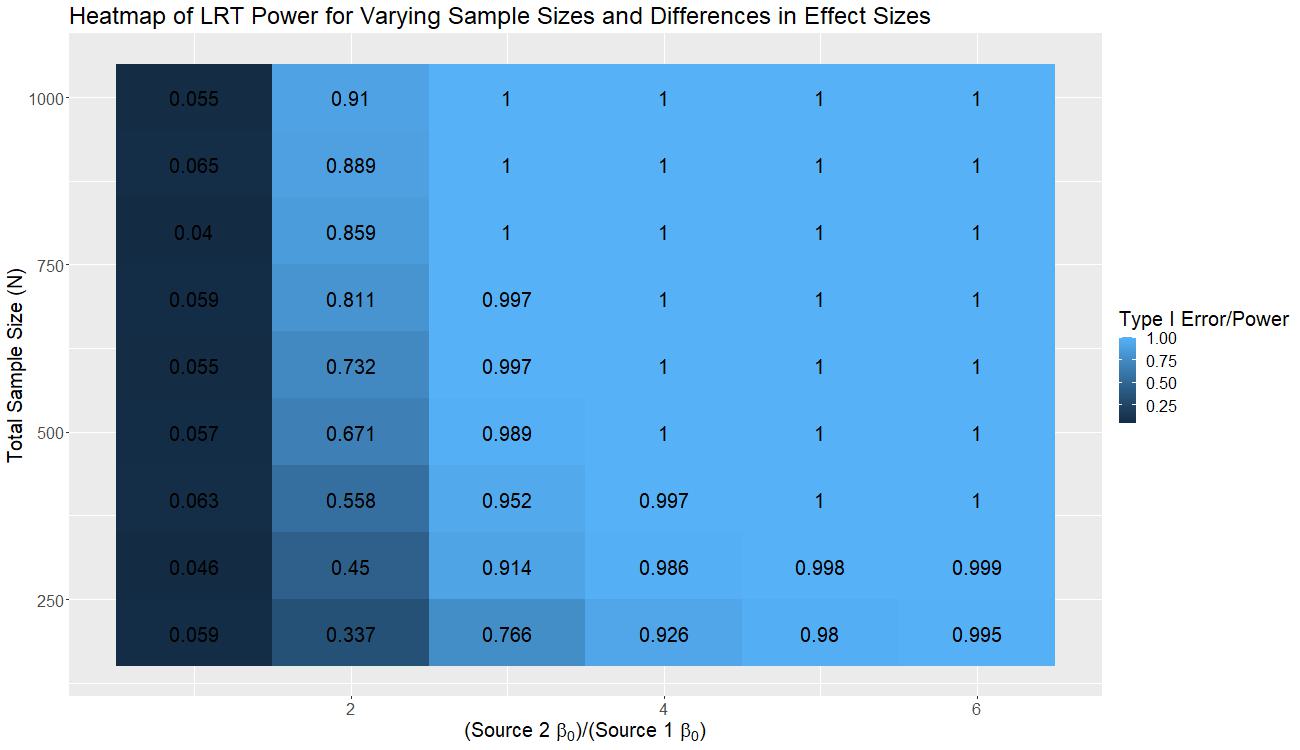 Heatmap of LRT Power for Varying Sample Sizes and Differences in Effect Sizes
Total Sample Size (N)
1000
750
500
250
0.055 0.91 1 1 1 1
0.065 0.889 1 1 1 1
0.04 0.859 1 1 1 1
0.059 0.811 0.997 1 1 1
0.055 0.732 0.997 1 1 1
0.057 0.671 0.989 1 1 1
0.063 0.558 0.952 0.997 1 1
0.046 0.45 0.914 0.986 0.998 0.999
0.059 0.337 0.766 0.926 0.98 0.995
2 4 6
(Source 2 β₀)/(Source 1 β₀)
Type I Error/Power
1.00
0.75
0.50
0.25